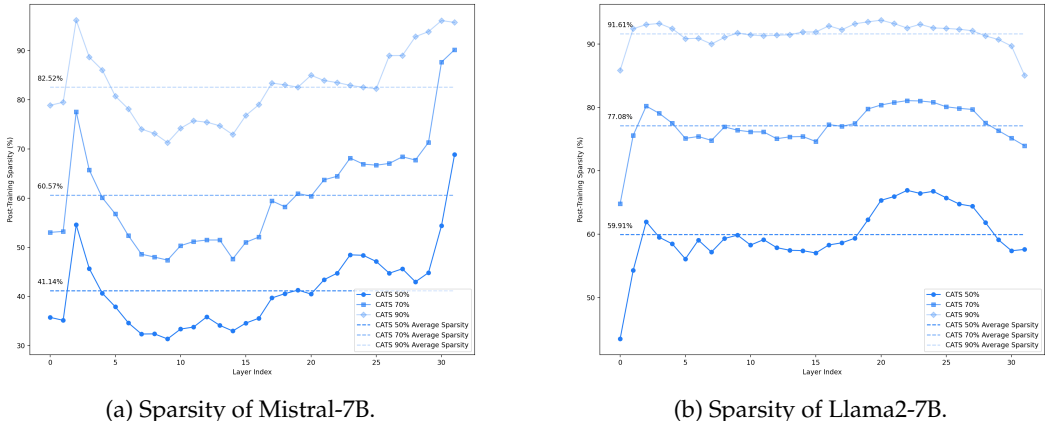 90
80
70
60
50
40
30
82.52%
60.57%
41.14%
Post-Training Sparsity (%)
CATS 50%
CATS 70%
CATS 90%
CATS 50% Average Sparsity
CATS 70% Average Sparsity
CATS 90% Average Sparsity
0 5 10 15 20 25 30
Layer Index
(a) Sparsity of Mistral-7B.
90
80
70
60
50
91.61%
77.08%
59.91%
Post-Training Sparsity (%)
CATS 50%
CATS 70%
CATS 90%
CATS 50% Average Sparsity
CATS 70% Average Sparsity
CATS 90% Average Sparsity
0 5 10 15 20 25 30
Layer Index
(b) Sparsity of Llama2-7B.